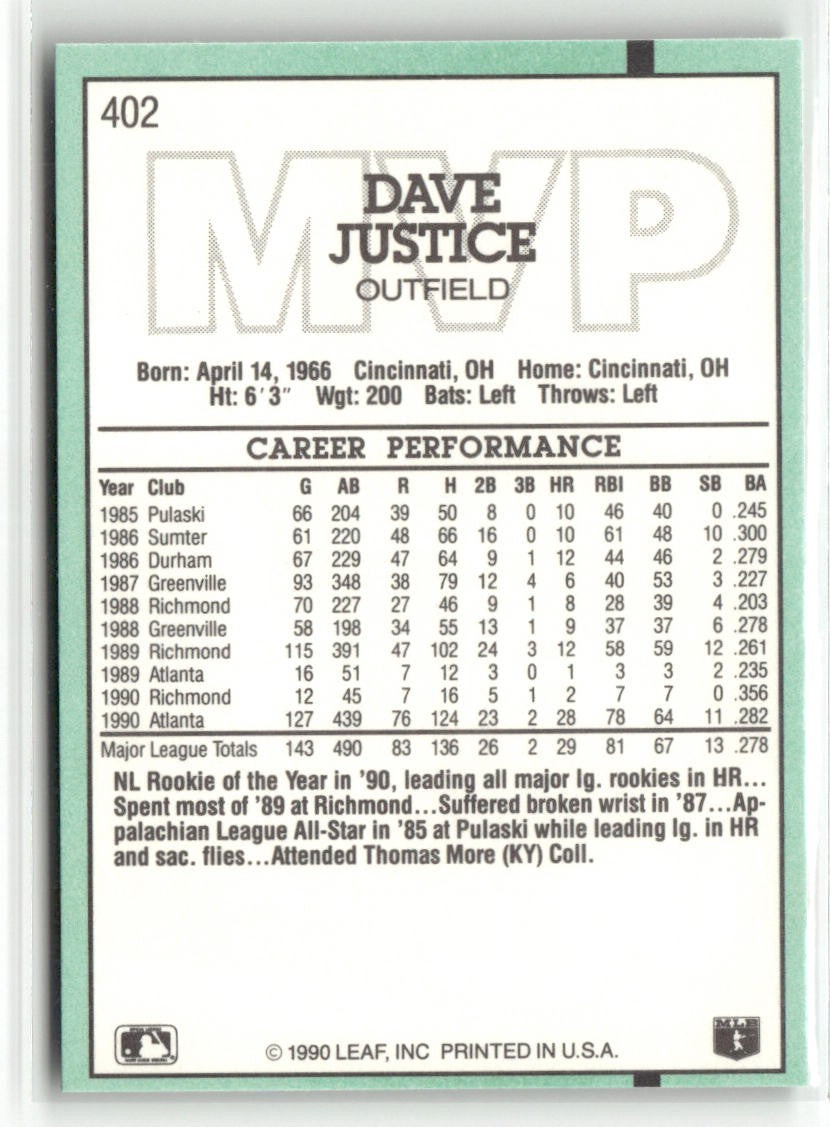 402
MVP
DAVE
JUSTICE
OUTFIELD
Born: April 14, 1966 Cincinnati, OH Home: Cincinnati, OH
Ht: 6'3" Wgt: 200 Bats: Left Throws: Left
CAREER PERFORMANCE
Year Club G AB R H 2B 3B HR RBI BB SB BA
1985 Pulaski 66 204 39 50 8 0 10 46 40 0 .245
1986 Sumter 61 220 48 66 16 0 10 61 48 10 .300
1986 Durham 67 229 47 64 9 1 12 44 46 2 .279
1987 Greenville 93 348 38 79 12 4 6 40 53 3 .227
1988 Richmond 70 227 27 46 9 1 8 28 39 4 .203
1988 Greenville 58 198 34 55 13 1 9 37 37 6 .278
1989 Richmond 115 391 47 102 24 3 12 58 59 12 .261
1989 Atlanta 16 51 7 12 3 0 1 3 3 2 .235
1990 Richmond 12 45 7 16 5 1 2 7 7 0 .356
1990 Atlanta 127 439 76 124 23 2 28 78 64 11 .282
Major League Totals 143 490 83 136 26 2 29 81 67 13 .278
NL Rookie of the Year in '90, leading all major lg. rookies in HR...
Spent most of '89 at Richmond...Suffered broken wrist in '87...Ap-
palachian League All-Star in '85 at Pulaski while leading lg. in HR
and sac. flies...Attended Thomas More (KY) Coll.
MLB
© 1990 LEAF, INC PRINTED IN U.S.A.